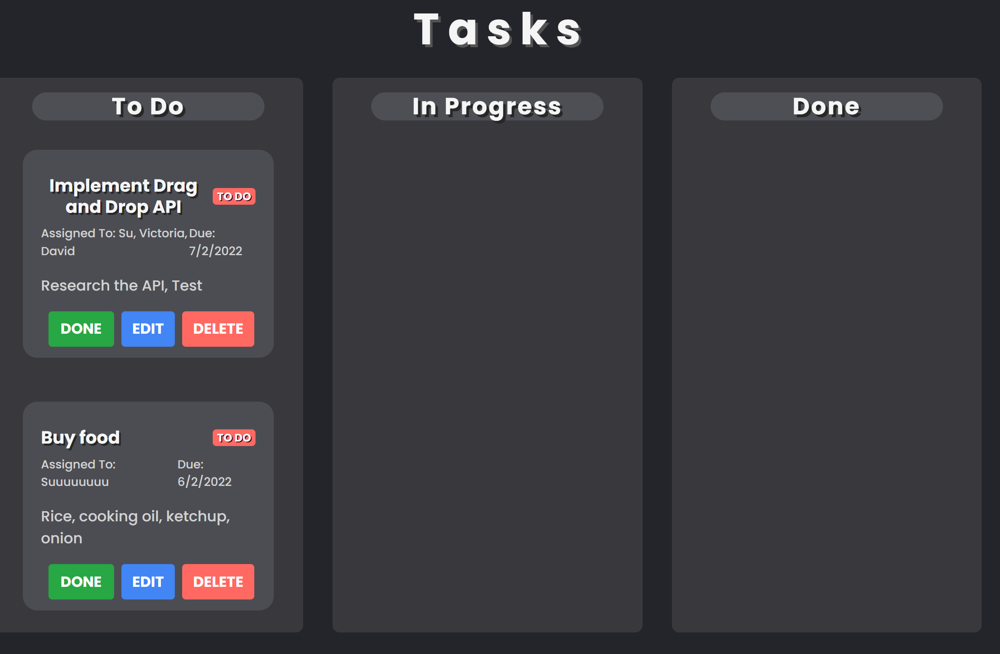 Tasks
To Do
Implement Drag
and Drop API
TO DO
Assigned To: Su, Victoria,
David
Due:
7/2/2022
Research the API, Test
DONE
EDIT
DELETE
Buy food
TO DO
Assigned To:
Suuuuuuuu
Due:
6/2/2022
Rice, cooking oil, ketchup,
onion
DONE
EDIT
DELETE
In Progress
Done